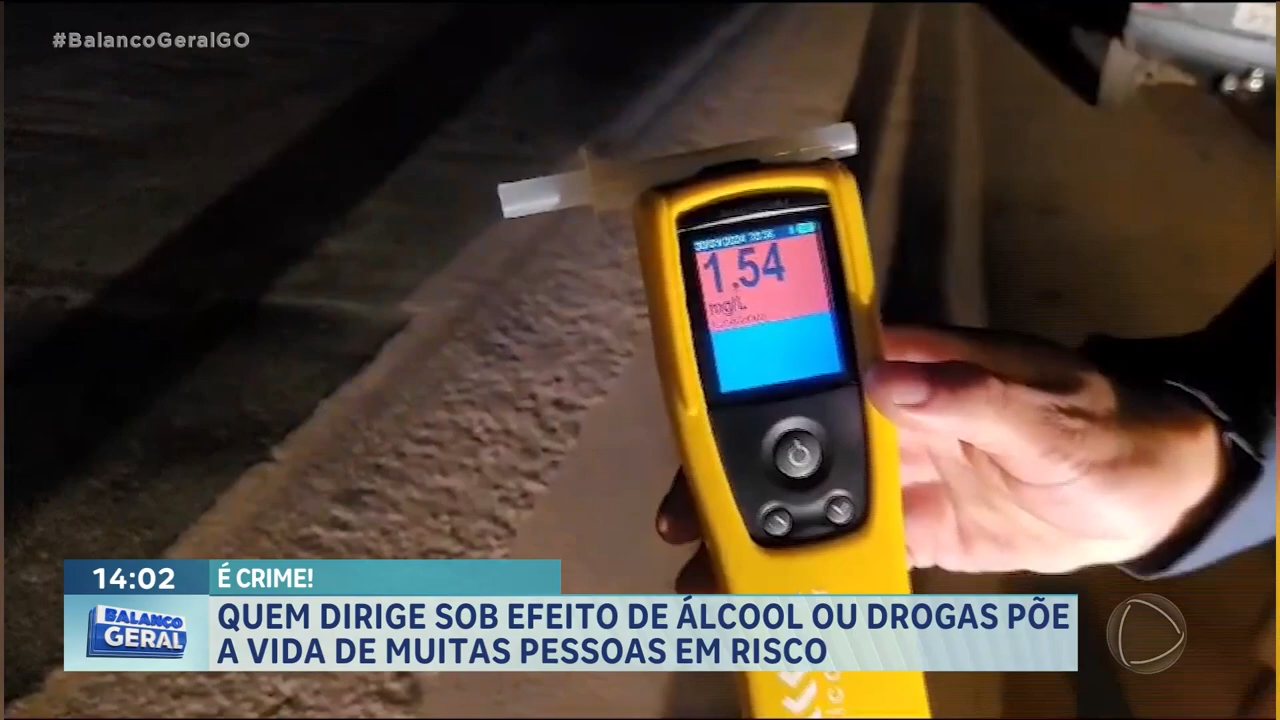 #BalancoGeralGO
1.54
mg/L
14:02
É CRIME!
BALANÇO
GERAL
QUEM DIRIGE SOB EFEITO DE ÁLCOOL OU DROGAS PÕE
A VIDA DE MUITAS PESSOAS EM RISCO